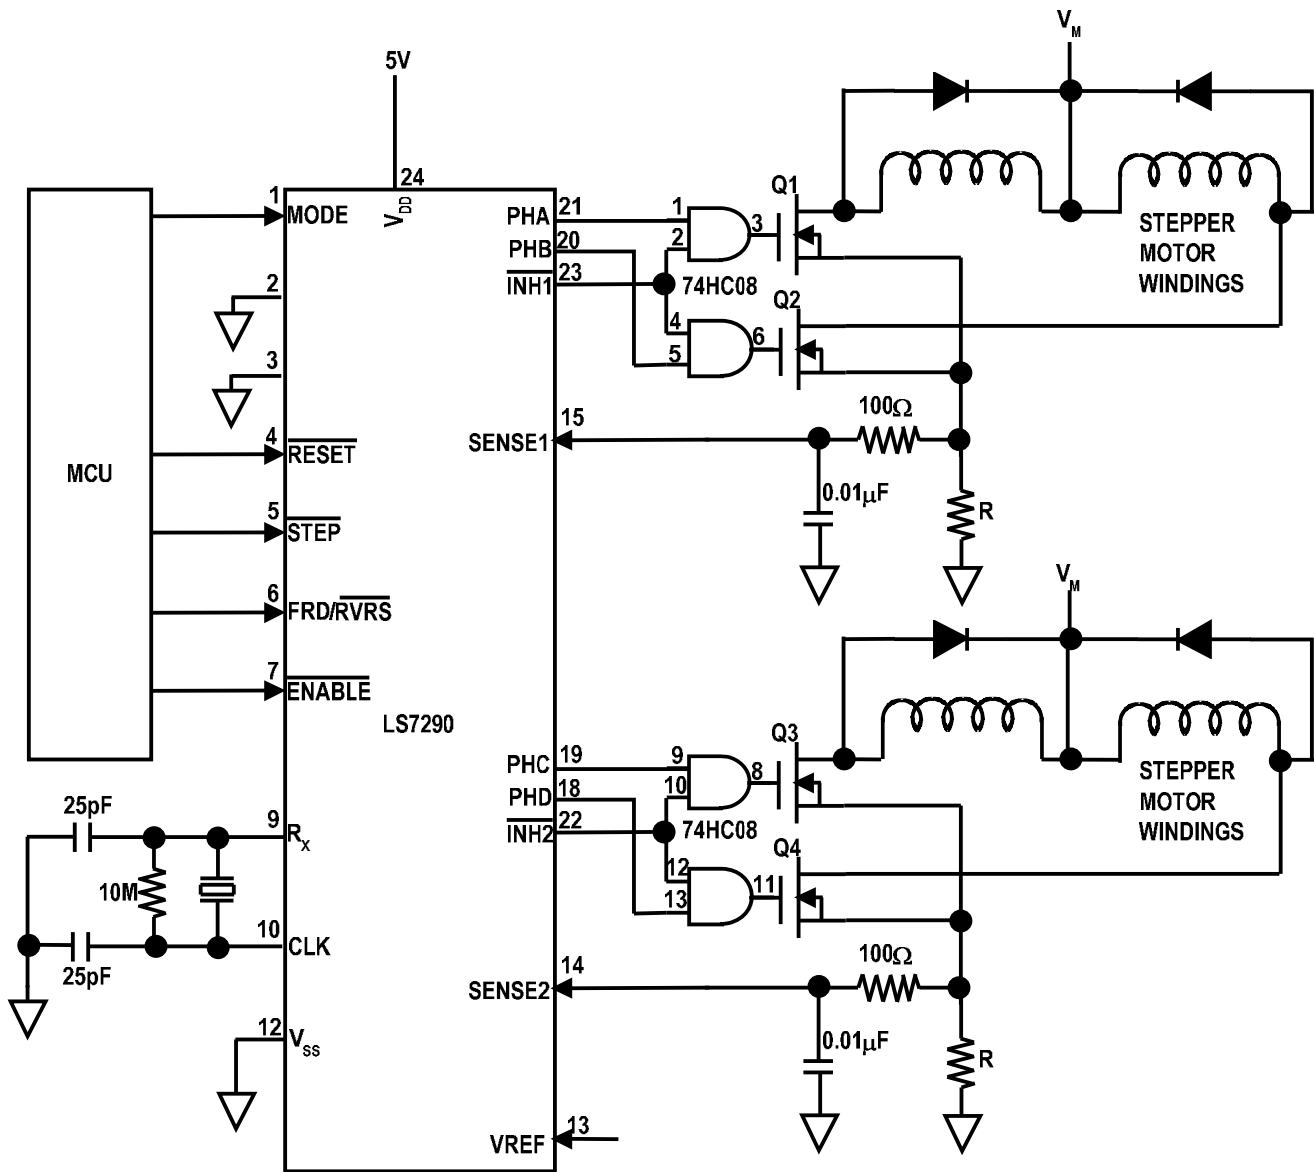 V_M
5V
24
V_DD
1
MODE
2
3
4
RESET
MCU
5
STEP
6
FRD/RVRS
7
ENABLE
LS7290
25pF
9
R_X
10M
10
CLK
25pF
12
V_SS
PHA
21
PHB
20
INH1
23
1
2
3
Q1
74HC08
4
5
6
Q2
STEPPER
MOTOR
WINDINGS
SENSE1
15
100Ω
0.01μF
R
V_M
PHC
19
PHD
18
INH2
22
9
10
8
Q3
74HC08
12
13
11
Q4
STEPPER
MOTOR
WINDINGS
SENSE2
14
100Ω
0.01μF
R
VREF
13